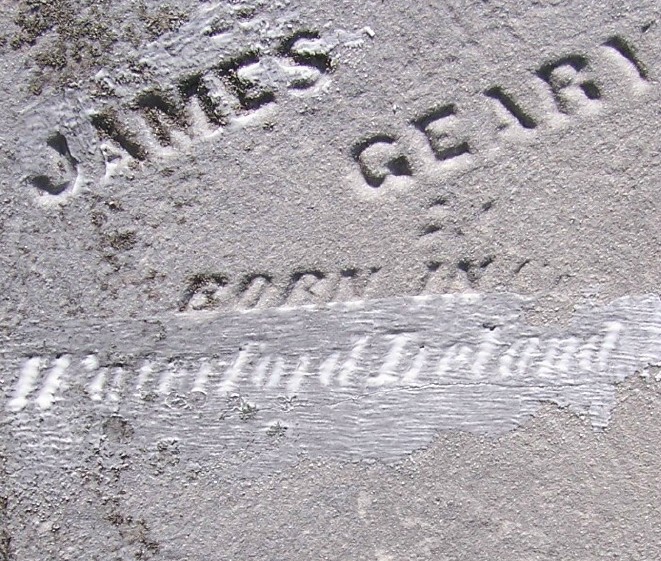 JAMES GEARY
BORN IN
Waterford Ireland